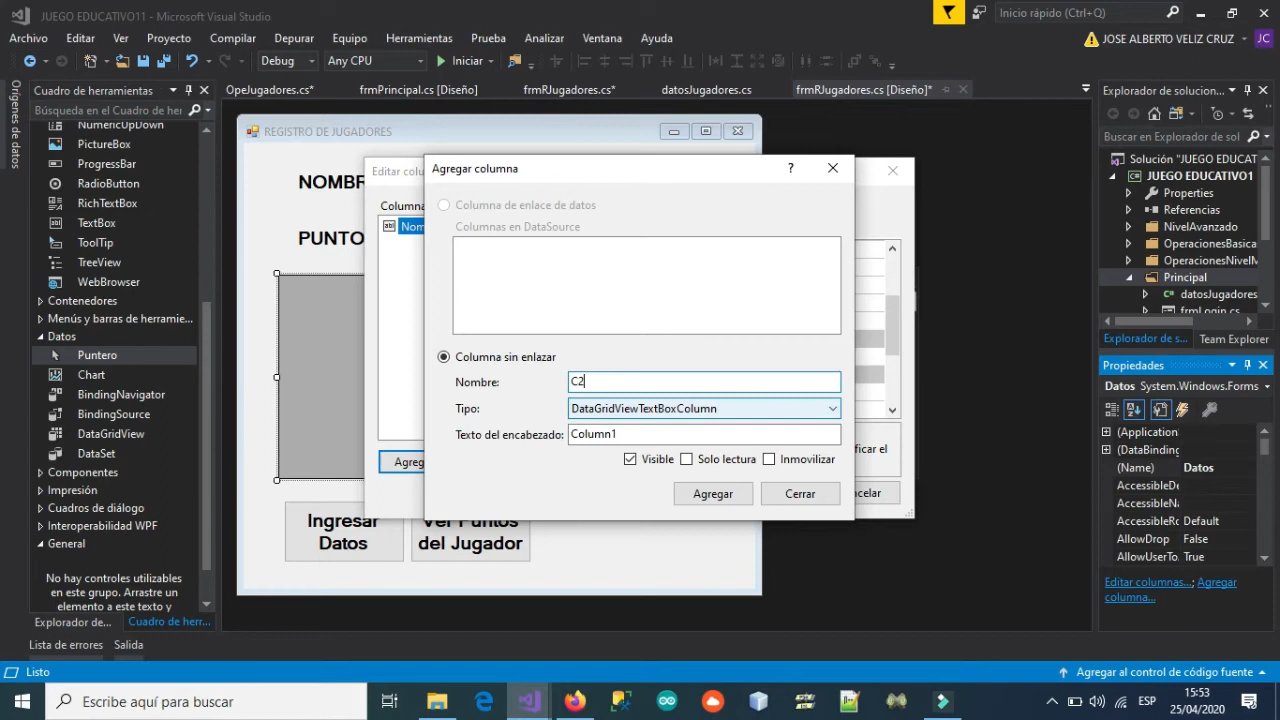 JUEGO EDUCATIVO11 - Microsoft Visual Studio
Inicio rápido (Ctrl+Q)
Archivo Editar Ver Proyecto Compilar Depurar Equipo Herramientas Prueba Analizar Ventana Ayuda
JOSE ALBERTO VELIZ CRUZ JC
Debug Any CPU Iniciar
Orígenes de datos
Cuadro de herramientas
Búsqueda en el Cuadro de her
NumericUpDown
PictureBox
ProgressBar
RadioButton
RichTextBox
TextBox
ToolTip
TreeView
WebBrowser
Contenedores
Menús y barras de herramie...
Datos
Puntero
Chart
BindingNavigator
BindingSource
DataGridView
DataSet
Componentes
Impresión
Cuadros de diálogo
Interoperabilidad WPF
General
No hay controles utilizables
en este grupo. Arrastre un
elemento a este texto y
Explorador de... Cuadro de herr...
OpeJugadores.cs* frmPrincipal.cs [Diseño] frmRJugadores.cs* datosJugadores.cs frmRJugadores.cs [Diseño]*
REGISTRO DE JUGADORES
NOMBR
PUNTO
Ingresar
Datos
Ver Puntos
del Jugador
Editar colu
Columna
Nom
Agreg
ficar el
ncelar
Agregar columna
?
Columna de enlace de datos
Columnas en DataSource
Columna sin enlazar
Nombre: C2
Tipo: DataGridViewTextBoxColumn
Texto del encabezado: Column1
Visible Solo lectura Inmovilizar
Agregar Cerrar
Explorador de solucion...
Buscar en Explorador de sol
Solución "JUEGO EDUCAT
JUEGO EDUCATIVO1
Properties
Referencias
NivelAvanzado
OperacionesBasica
OperacionesNivelM
Principal
datosJugadores
frmLogin.cs
Explorador de s... Team Explorer
Propiedades
Datos System.Windows.Forms
(Application
(DataBinding
(Name) Datos
AccessibleDe
AccessibleNa
AccessibleRo Default
AllowDrop False
AllowUserTo. True
Editar columnas..., Agregar
columna...
Lista de errores Salida
Listo
Agregar al control de código fuente
Escribe aquí para buscar
ESP
15:53
25/04/2020